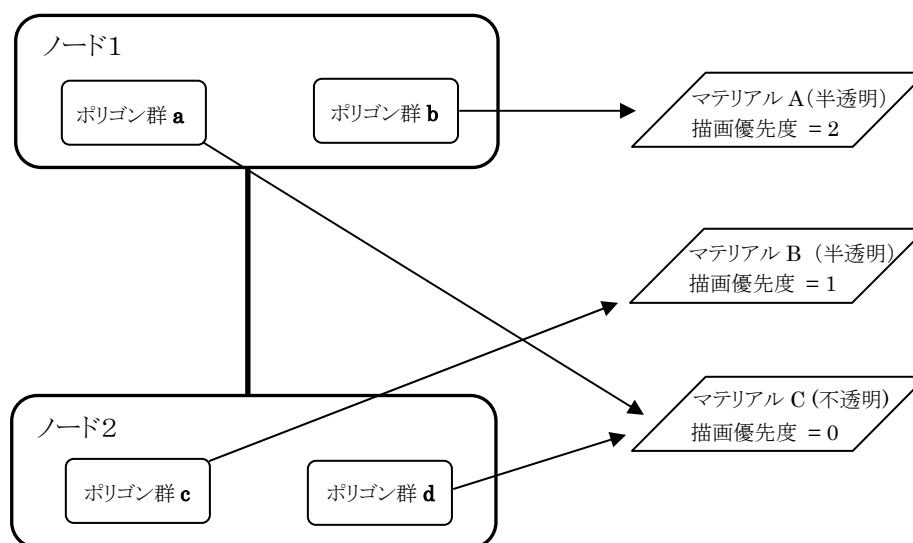 ノード1
ポリゴン群 a
ポリゴン群 b
マテリアル A(半透明)
描画優先度 = 2
マテリアル B (半透明)
描画優先度 = 1
マテリアル C (不透明)
描画優先度 = 0
ノード2
ポリゴン群 c
ポリゴン群 d